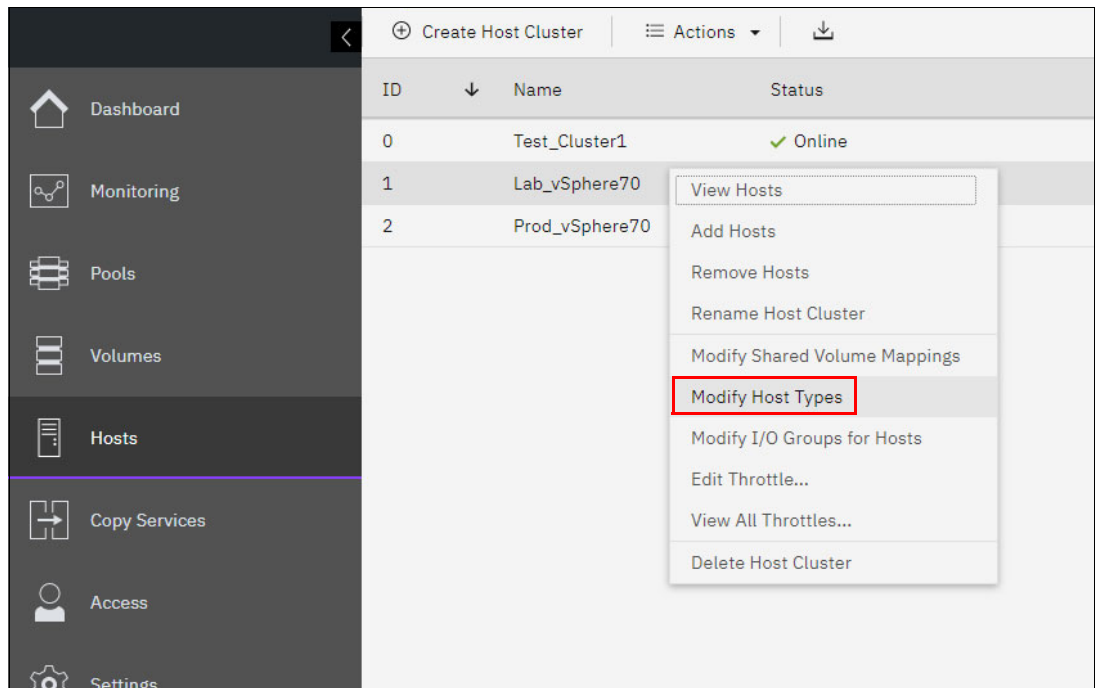 Create Host Cluster
Actions
ID Name Status
0 Test_Cluster1 Online
1 Lab_vSphere70
2 Prod_vSphere70
View Hosts
Add Hosts
Remove Hosts
Rename Host Cluster
Modify Shared Volume Mappings
Modify Host Types
Modify I/O Groups for Hosts
Edit Throttle...
View All Throttles...
Delete Host Cluster
Dashboard
Monitoring
Pools
Volumes
Hosts
Copy Services
Access
Settings